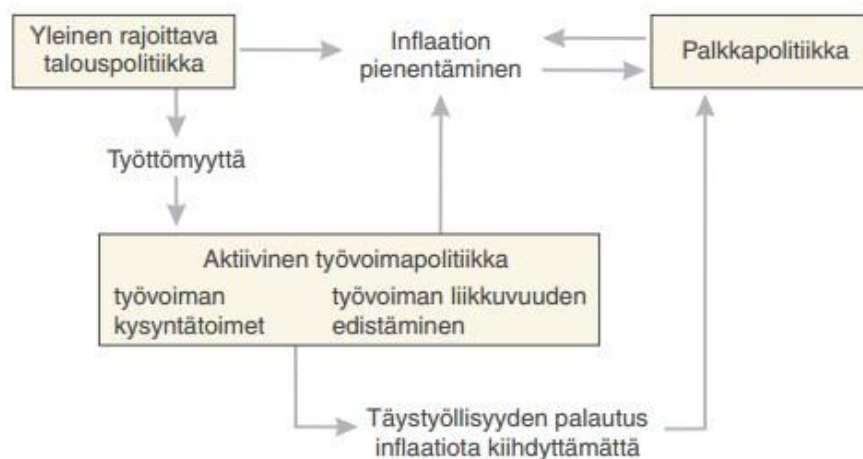 Yleinen rajoittava
talouspolitiikka
Inflaation
pienentäminen
Palkkapolitiikka
Työttömyyttä
Aktiivinen työvoimapolitiikka
työvoiman
kysyntätoimet
työvoiman liikkuvuuden
edistäminen
Täystyöllisyyden palautus
inflaatiota kiihdyttämättä